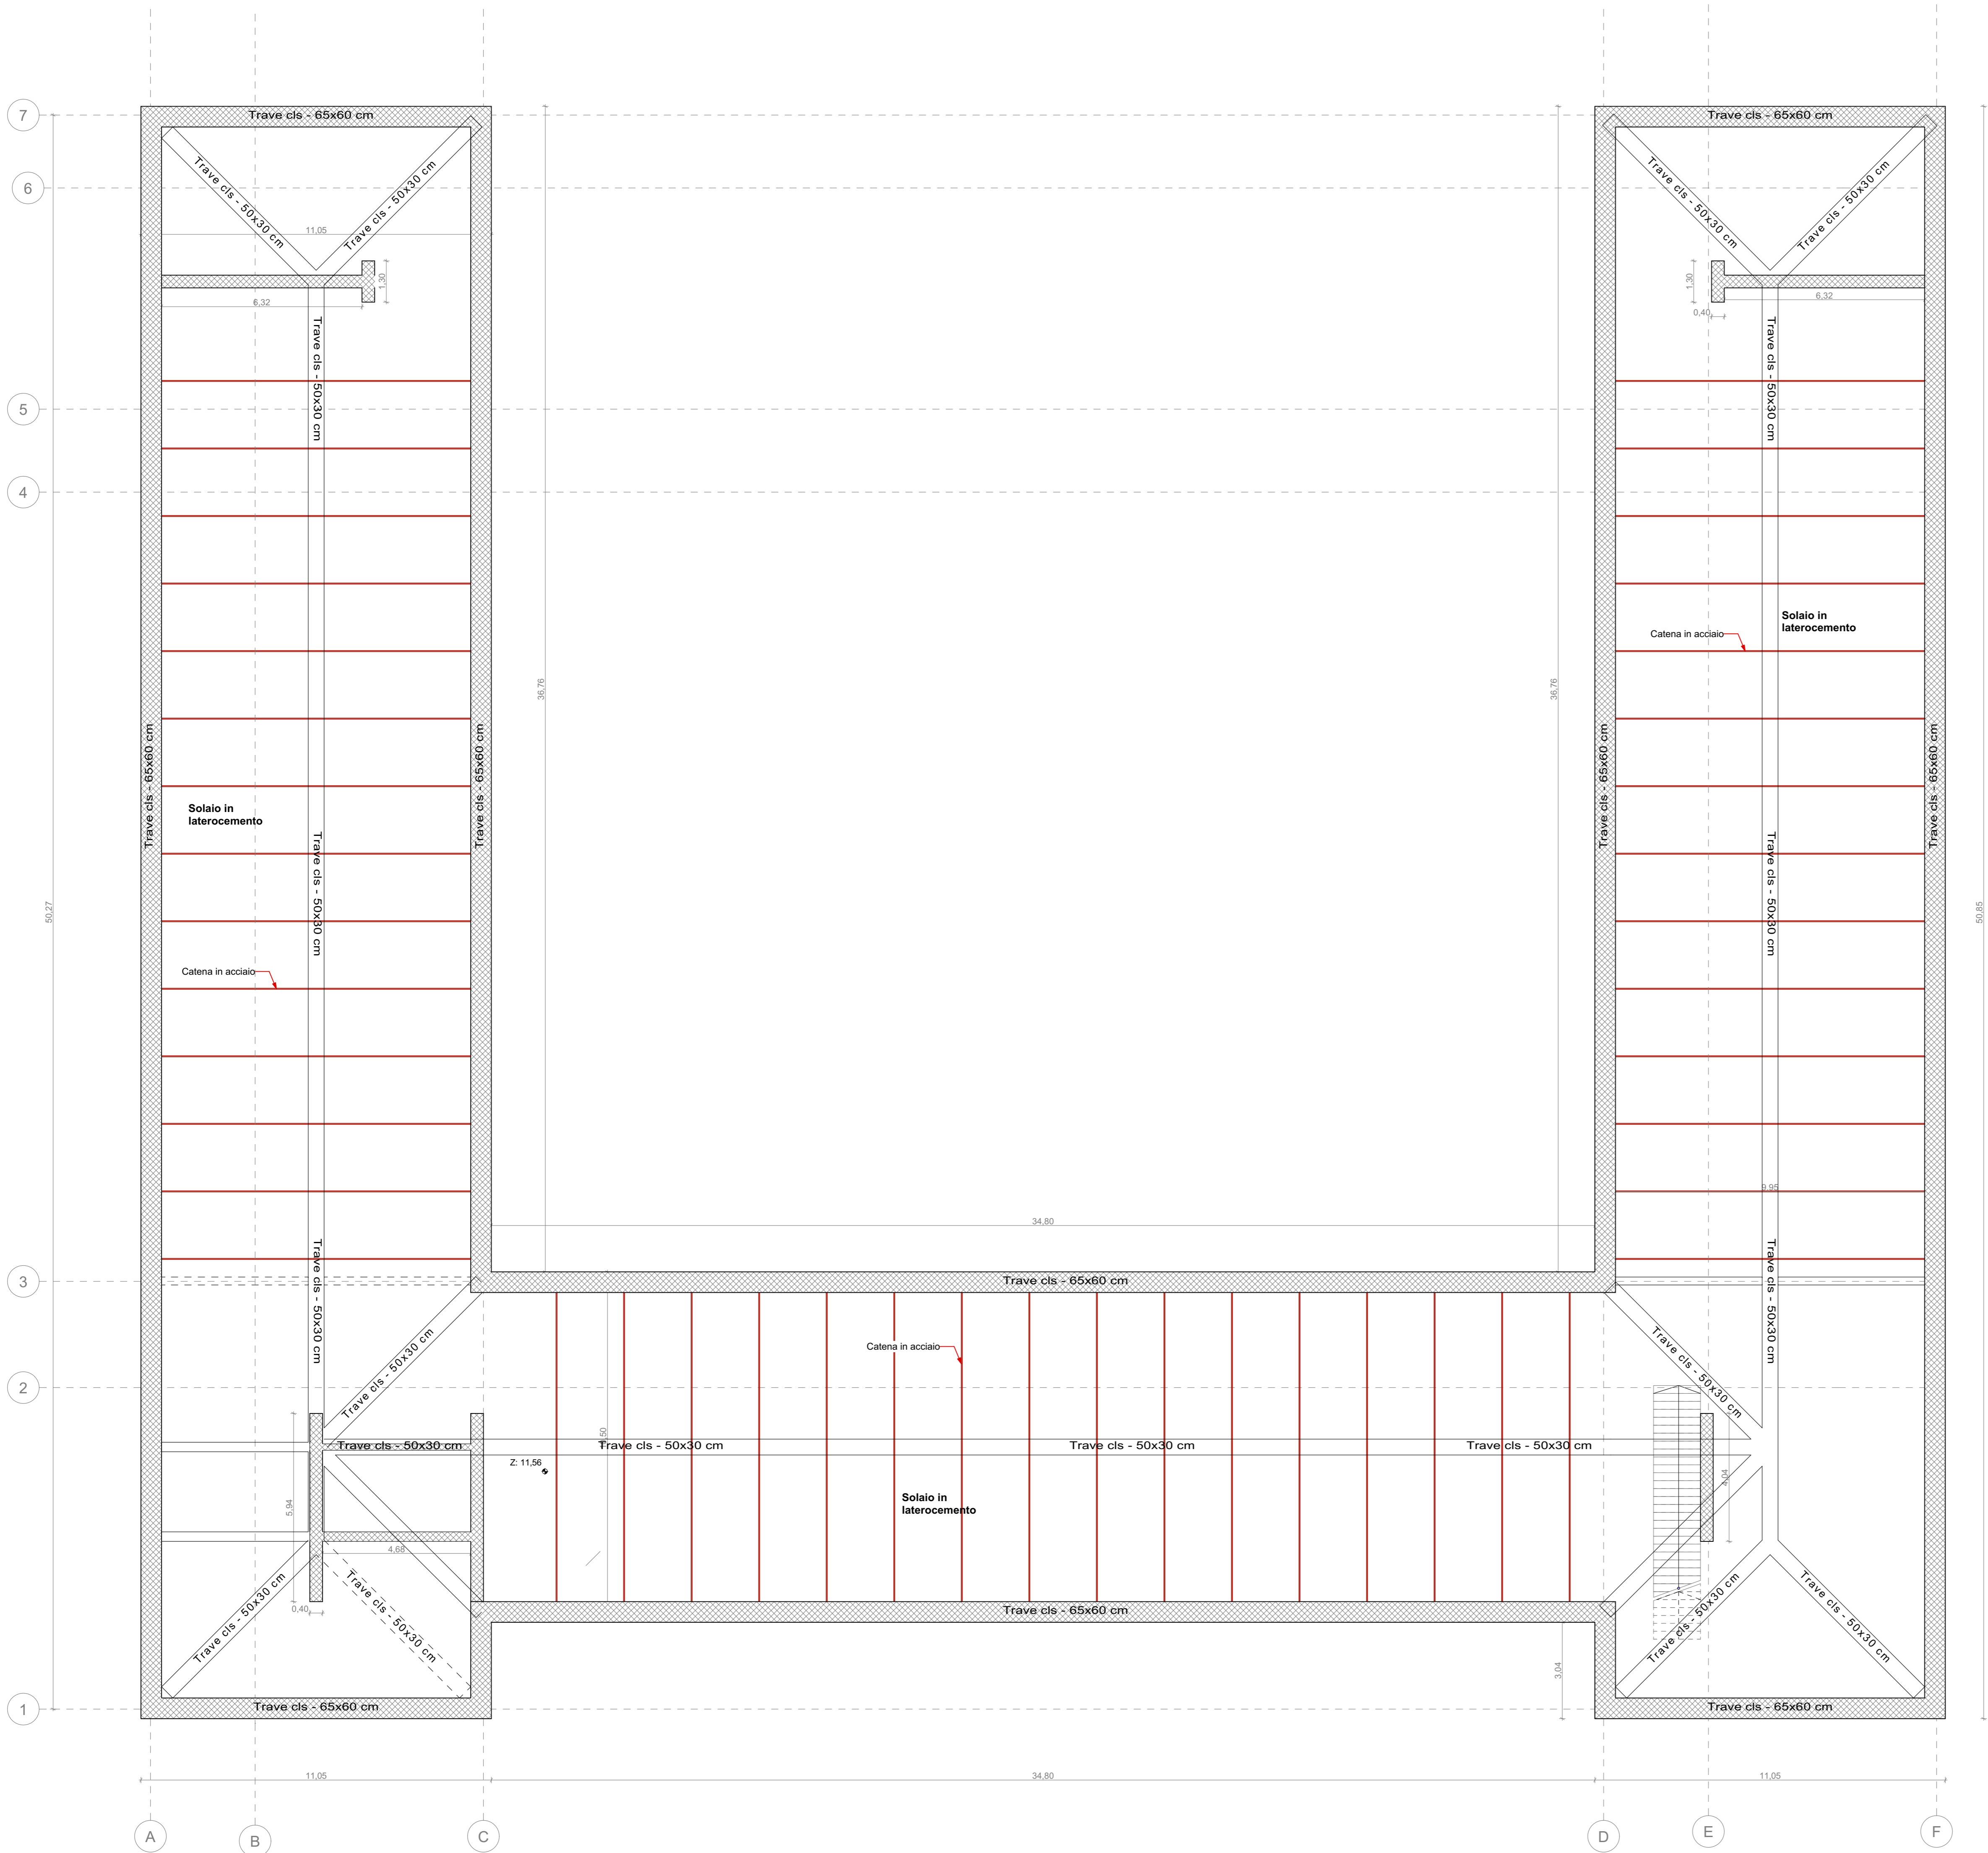 7
Trave cls - 65x60 cm
Trave cls - 65x60 cm
6
Trave cls - 50x30 cm
Trave cls - 50x30 cm
Trave cls - 50x30 cm
Trave cls - 50x30 cm
11,05
1,30
6,32
1,30
6,32
0,40
Trave cls - 50x30 cm
Trave cls - 50x30 cm
5
4
Solaio in
laterocemento
Catena in acciaio
36,76
36,76
Trave cls - 65x60 cm
Trave cls - 65x60 cm
Trave cls - 65x60 cm
Trave cls - 65x60 cm
Solaio in
laterocemento
Trave cls - 50x30 cm
Trave cls - 50x30 cm
50,27
50,85
Catena in acciaio
9,95
34,80
3
Trave cls - 65x60 cm
Trave cls - 50x30 cm
Trave cls - 50x30 cm
Trave cls - 50x30 cm
Trave cls - 50x30 cm
Catena in acciaio
2
Trave cls - 50x30 cm
Trave cls - 50x30 cm
Trave cls - 50x30 cm
Trave cls - 50x30 cm
Z: 11,56
4,04
5,94
Solaio in
laterocemento
4,68
0,40
Trave cls - 50x30 cm
Trave cls - 50x30 cm
Trave cls - 65x60 cm
Trave cls - 50x30 cm
Trave cls - 50x30 cm
3,04
1
Trave cls - 65x60 cm
Trave cls - 65x60 cm
11,05
34,80
11,05
A
B
C
D
E
F